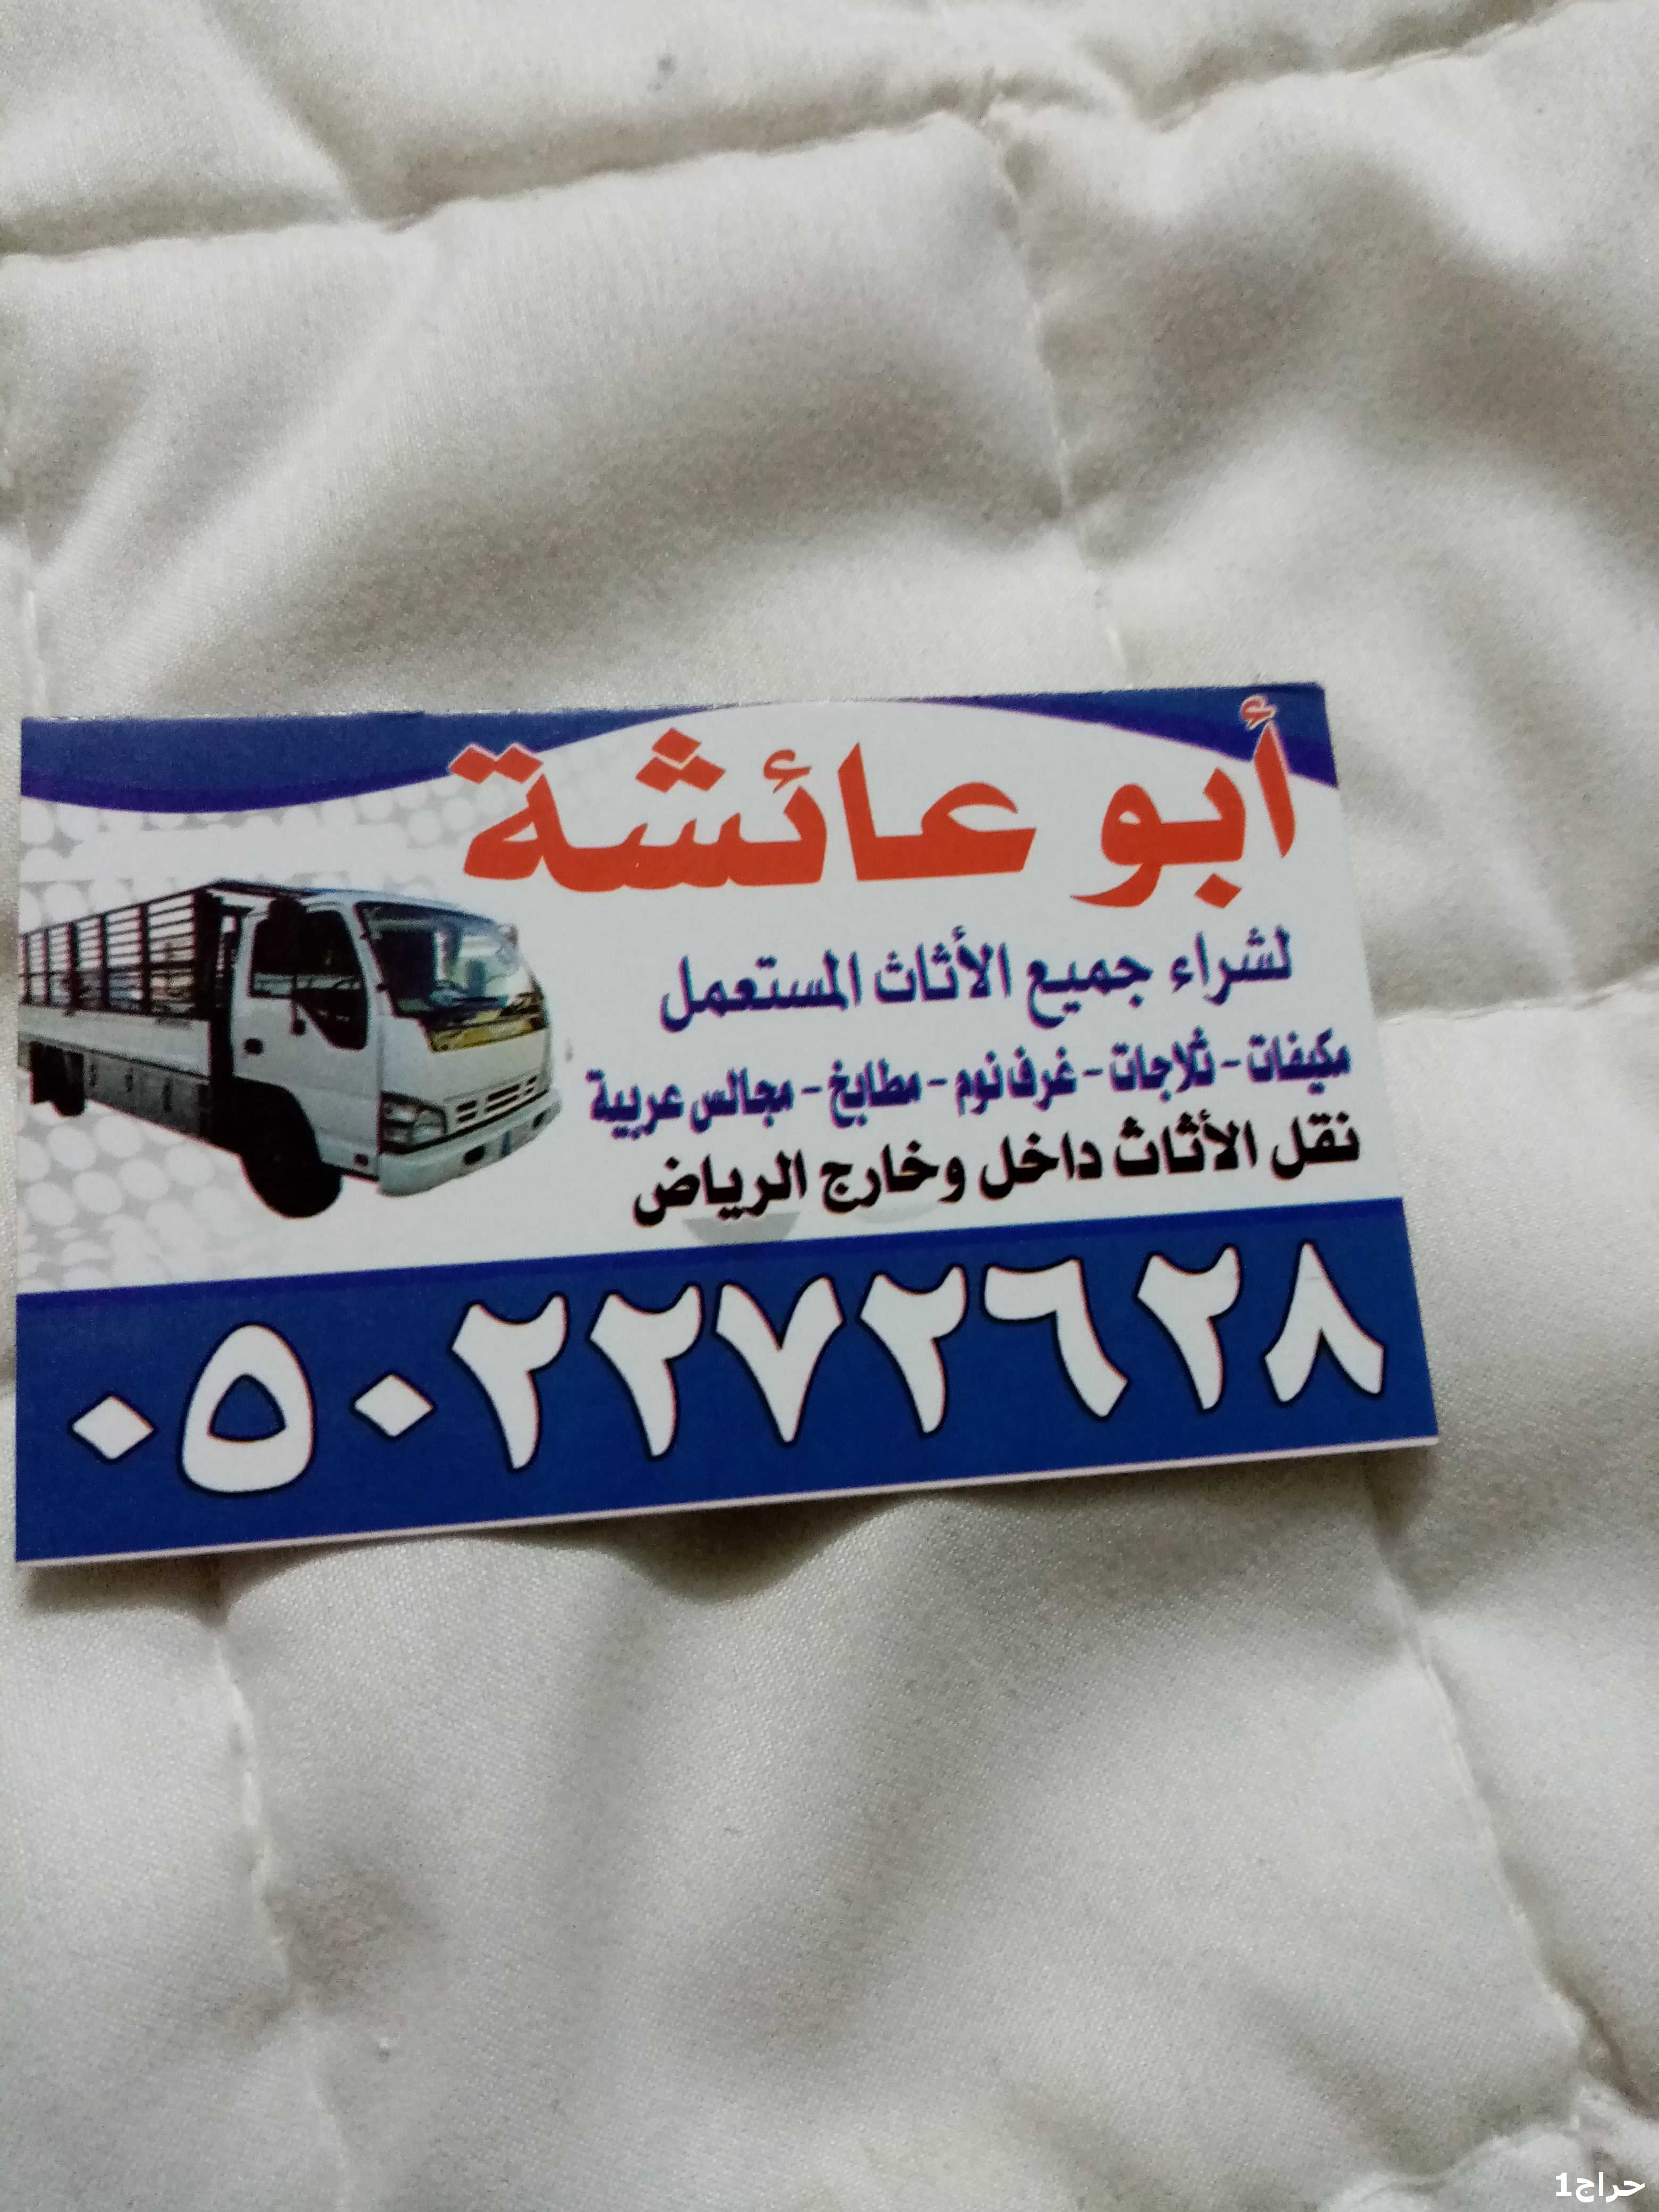 أبو عائشة
لشراء جميع الأثاث المستعمل
مكيفات - ثلاجات - غرف نوم - مطابخ - مجالس عربية
نقل الأثاث داخل وخارج الرياض
٠٥٠٢٢٧٢٦٢٨
حراج1